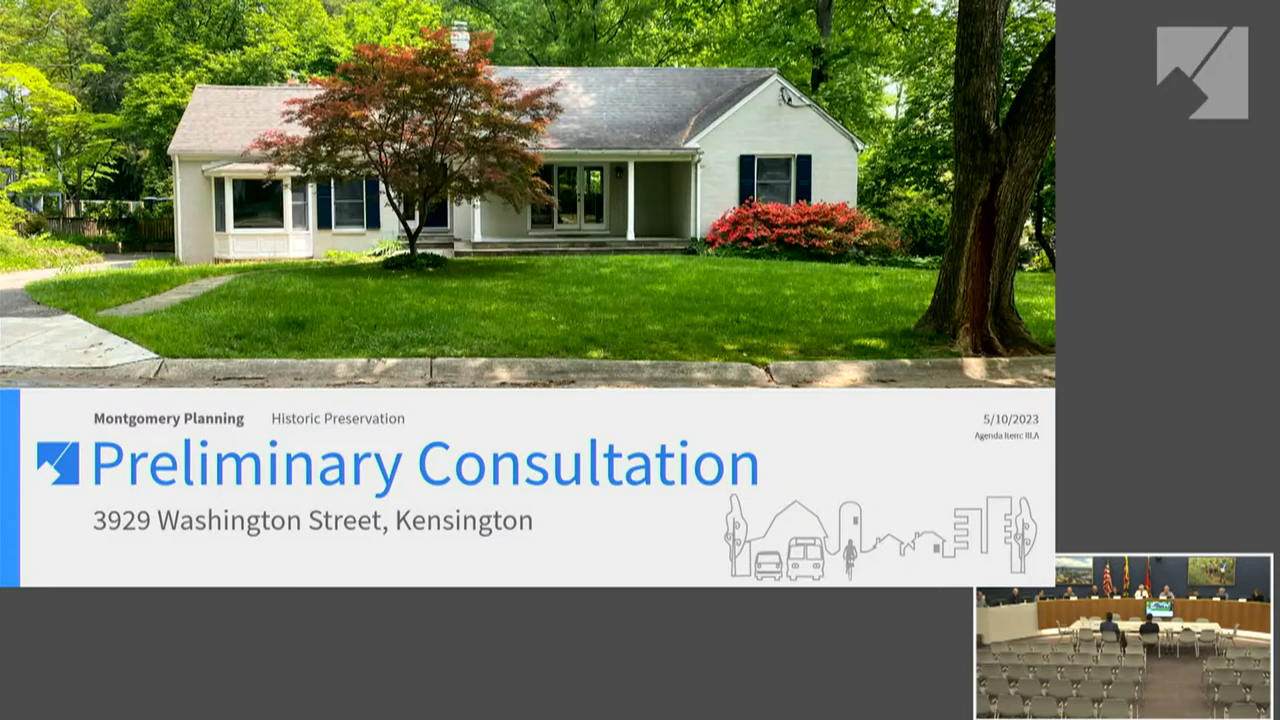 Montgomery Planning Historic Preservation
5/10/2023
Agenda Item: III.A
Preliminary Consultation
3929 Washington Street, Kensington